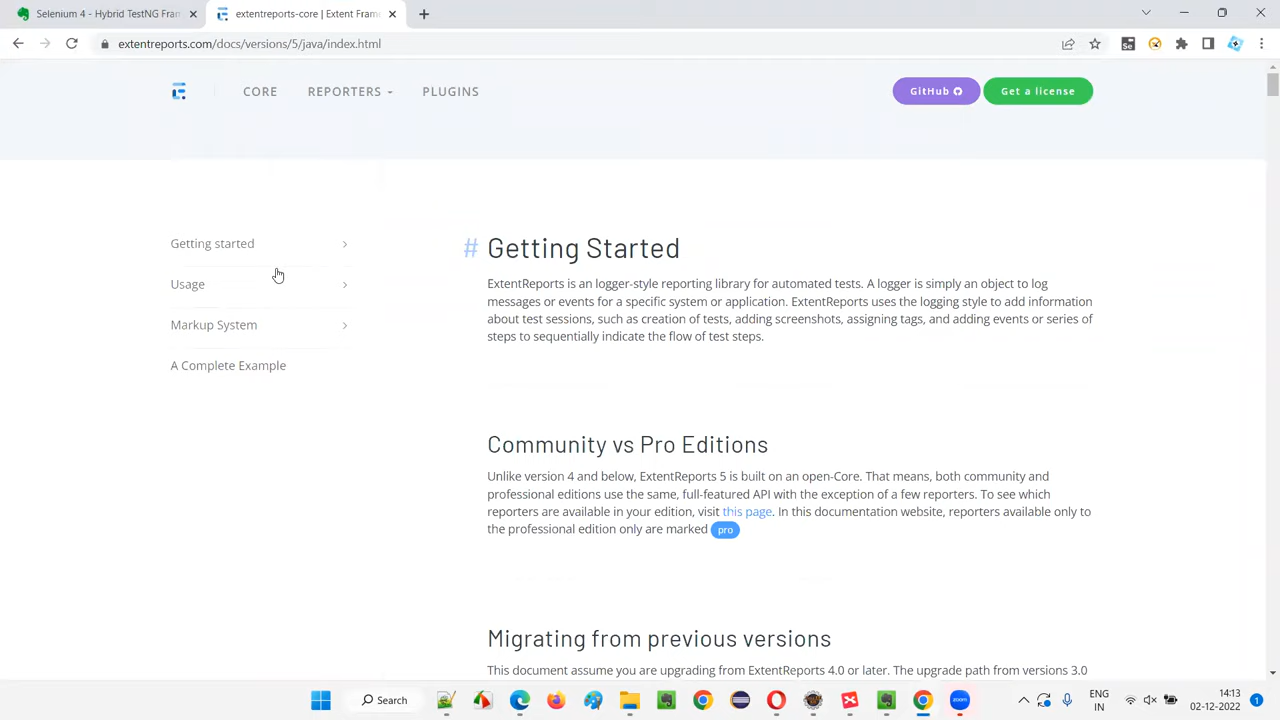 Selenium 4 - Hybrid TestNG Fram
extentreports-core | Extent Frame
extentreports.com/docs/versions/5/java/index.html
CORE
REPORTERS
PLUGINS
GitHub
Get a license
Getting started
Usage
Markup System
A Complete Example
# Getting Started
ExtentReports is an logger-style reporting library for automated tests. A logger is simply an object to log
messages or events for a specific system or application. ExtentReports uses the logging style to add information
about test sessions, such as creation of tests, adding screenshots, assigning tags, and adding events or series of
steps to sequentially indicate the flow of test steps.
Community vs Pro Editions
Unlike version 4 and below, ExtentReports 5 is built on an open-Core. That means, both community and
professional editions use the same, full-featured API with the exception of a few reporters. To see which
reporters are available in your edition, visit this page. In this documentation website, reporters available only to
the professional edition only are marked pro
Migrating from previous versions
This document assume you are upgrading from ExtentReports 4.0 or later. The upgrade path from versions 3.0
Search
zoom
ENG
IN
14:13
02-12-2022
1